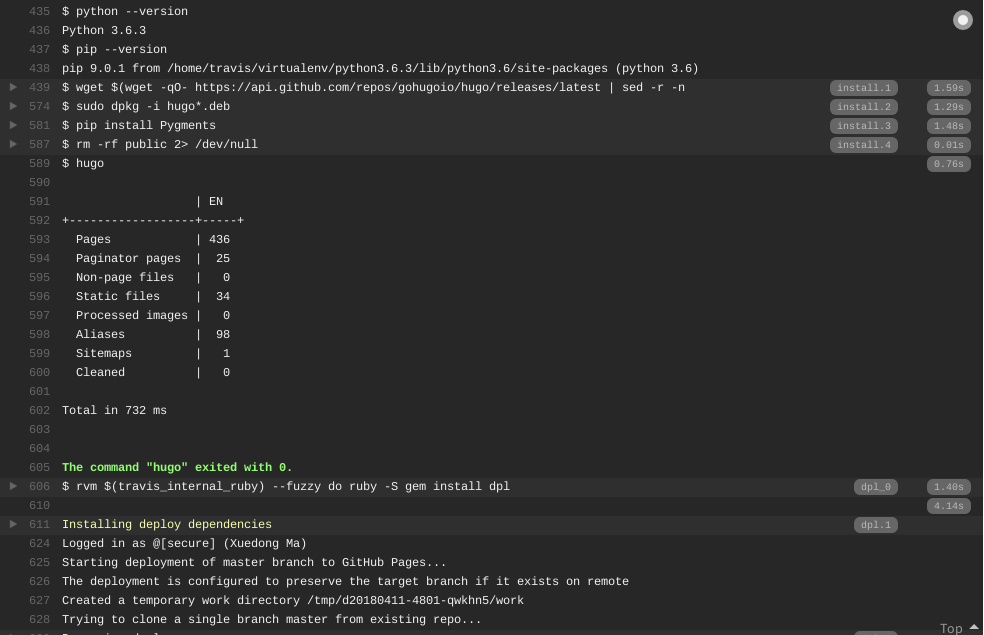 435 $ python --version
436 Python 3.6.3
437 $ pip --version
438 pip 9.0.1 from /home/travis/virtualenv/python3.6.3/lib/python3.6/site-packages (python 3.6)
439 $ wget $(wget -qO- https://api.github.com/repos/gohugoio/hugo/releases/latest | sed -r -n install.1 1.59s
574 $ sudo dpkg -i hugo*.deb install.2 1.29s
581 $ pip install Pygments install.3 1.48s
587 $ rm -rf public 2> /dev/null install.4 0.01s
589 $ hugo 0.76s
590
591                    | EN
592 +------------------+-----+
593   Pages            | 436
594   Paginator pages  |  25
595   Non-page files   |   0
596   Static files     |  34
597   Processed images |   0
598   Aliases          |  98
599   Sitemaps         |   1
600   Cleaned          |   0
601
602 Total in 732 ms
603
604
605 The command "hugo" exited with 0.
606 $ rvm $(travis_internal_ruby) --fuzzy do ruby -S gem install dpl dpl_0 1.40s
610 4.14s
611 Installing deploy dependencies dpl.1
624 Logged in as @[secure] (Xuedong Ma)
625 Starting deployment of master branch to GitHub Pages...
626 The deployment is configured to preserve the target branch if it exists on remote
627 Created a temporary work directory /tmp/d20180411-4801-qwkhn5/work
628 Trying to clone a single branch master from existing repo...
Top